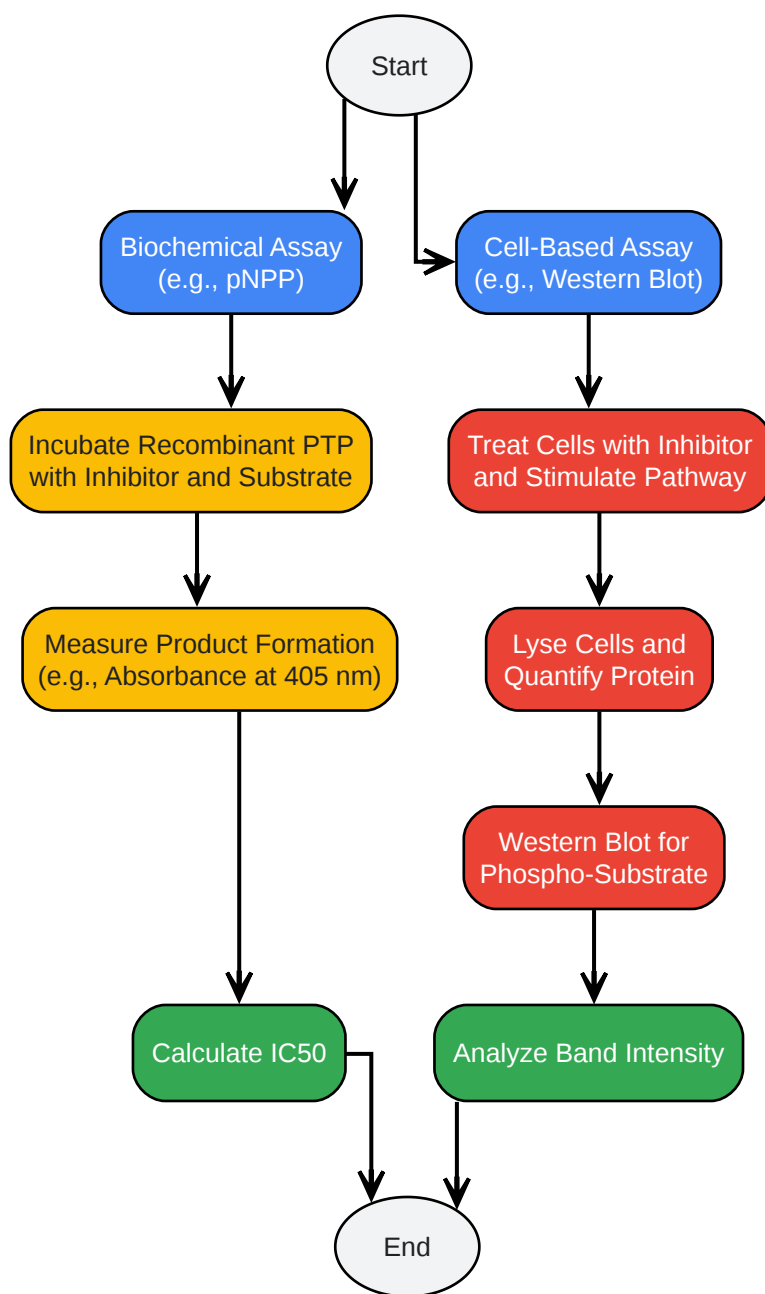 Start
Biochemical Assay
(e.g., pNPP)
Cell-Based Assay
(e.g., Western Blot)
Incubate Recombinant PTP
with Inhibitor and Substrate
Treat Cells with Inhibitor
and Stimulate Pathway
Measure Product Formation
(e.g., Absorbance at 405 nm)
Lyse Cells and
Quantify Protein
Western Blot for
Phospho-Substrate
Calculate IC50
Analyze Band Intensity
End